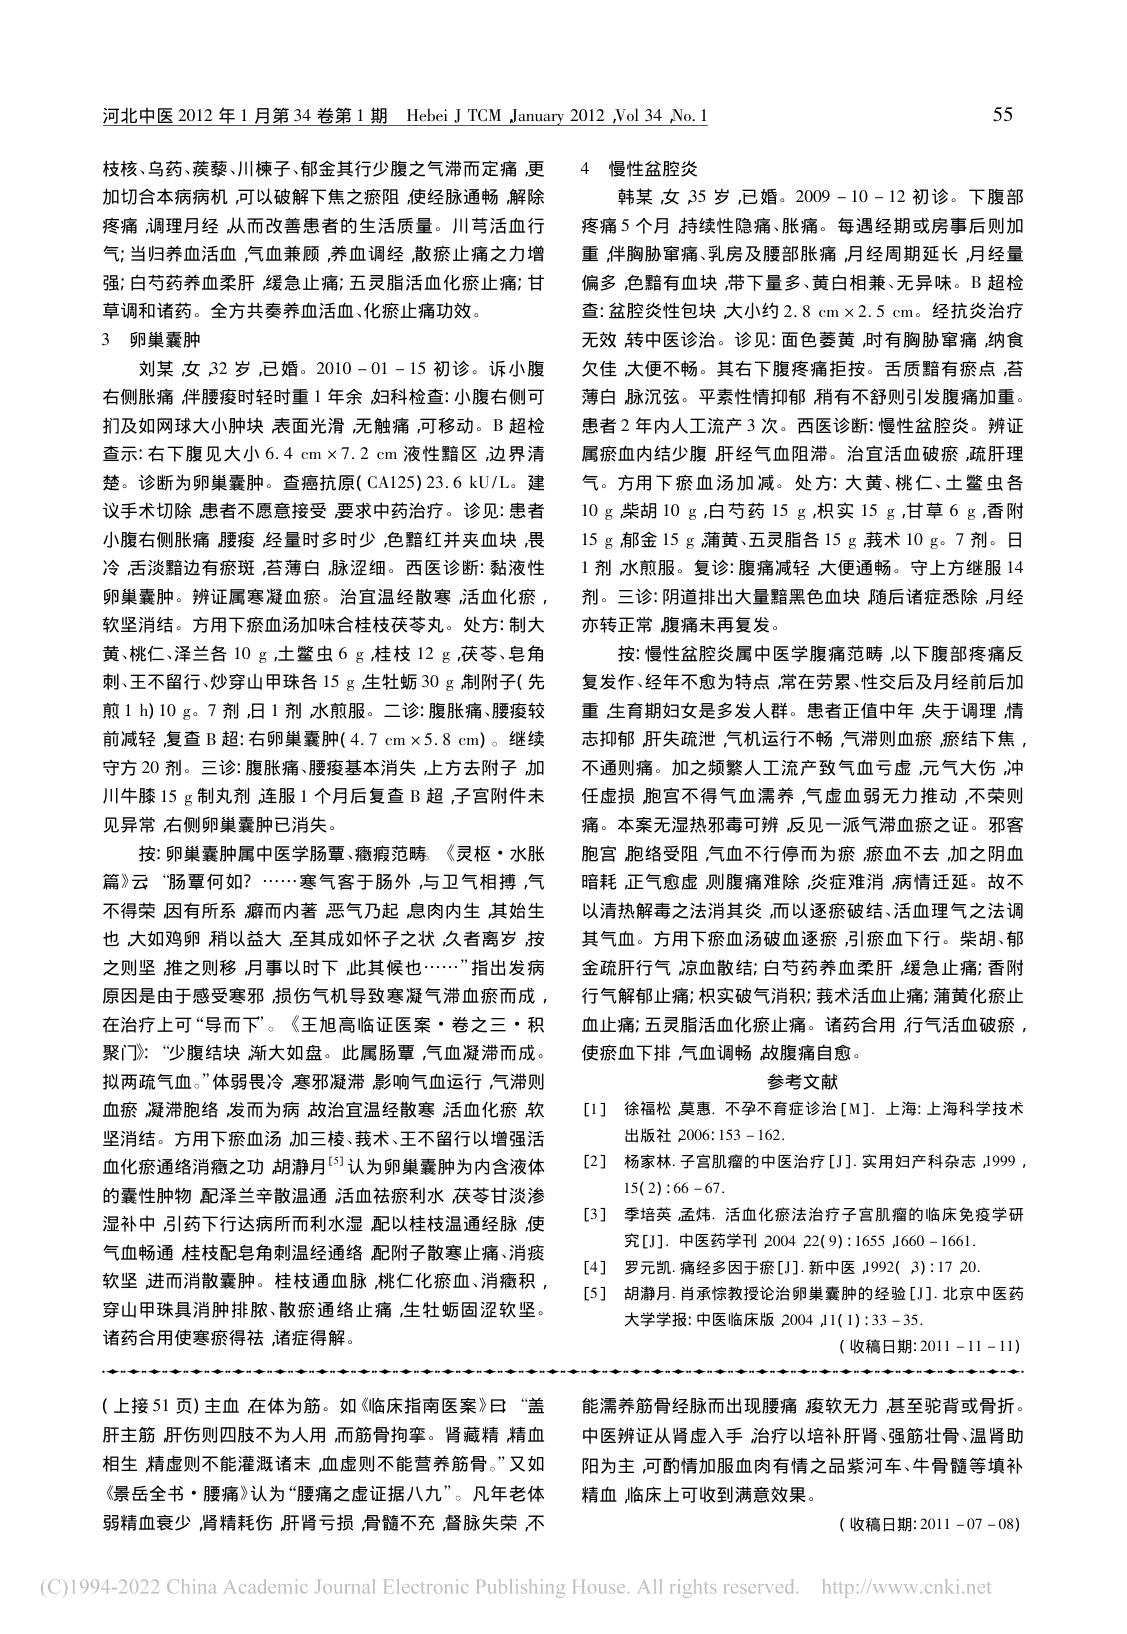 河北中医 2012 年 1 月第 34 卷第 1 期 Hebei J TCM ,January 2012 ,Vol 34 ,No. 1
55
枝核、乌药、蒺藜、川楝子、郁金其行少腹之气滞而定痛 ,更
加切合本病病机 ,可以破解下焦之瘀阻 ,使经脉通畅 ,解除
疼痛 ,调理月经 ,从而改善患者的生活质量。川芎活血行
气; 当归养血活血 ,气血兼顾 ,养血调经 ,散瘀止痛之力增
强; 白芍药养血柔肝 ,缓急止痛; 五灵脂活血化瘀止痛; 甘
草调和诸药。全方共奏养血活血、化瘀止痛功效。
3 卵巢囊肿
刘某 ,女 ,32 岁 ,已婚。2010 - 01 - 15 初诊。诉小腹
右侧胀痛 ,伴腰痠时轻时重 1 年余 ,妇科检查: 小腹右侧可
扪及如网球大小肿块 ,表面光滑 ,无触痛 ,可移动。B 超检
查示: 右下腹见大小 6. 4 cm × 7. 2 cm 液性黯区 ,边界清
楚。诊断为卵巢囊肿。查癌抗原( CA125) 23. 6 kU/L。建
议手术切除 ,患者不愿意接受 ,要求中药治疗。诊见: 患者
小腹右侧胀痛 ,腰痠 ,经量时多时少 ,色黯红并夹血块 ,畏
冷 ,舌淡黯边有瘀斑 ,苔薄白 ,脉涩细。西医诊断: 黏液性
卵巢囊肿。辨证属寒凝血瘀。治宜温经散寒 ,活血化瘀 ,
软坚消结。方用下瘀血汤加味合桂枝茯苓丸。处方: 制大
黄、桃仁、泽兰各 10 g ,土鳖虫 6 g ,桂枝 12 g ,茯苓、皂角
刺、王不留行、炒穿山甲珠各 15 g ,生牡蛎 30 g ,制附子( 先
煎 1 h) 10 g。7 剂 ,日 1 剂 ,水煎服。二诊: 腹胀痛、腰痠较
前减轻 ,复查 B 超: 右卵巢囊肿( 4. 7 cm × 5. 8 cm) 。继续
守方 20 剂。三诊: 腹胀痛、腰痠基本消失 ,上方去附子 ,加
川牛膝 15 g 制丸剂 ,连服 1 个月后复查 B 超 ,子宫附件未
见异常 ,右侧卵巢囊肿已消失。
按: 卵巢囊肿属中医学肠覃、癥瘕范畴。《灵枢·水胀
篇》云 “肠覃何如? ……寒气客于肠外 ,与卫气相搏 ,气
不得荣 ,因有所系 ,癖而内著 ,恶气乃起 ,息肉内生 ,其始生
也 ,大如鸡卵 ,稍以益大 ,至其成如怀子之状 ,久者离岁 ,按
之则坚 ,推之则移 ,月事以时下 ,此其候也……”指出发病
原因是由于感受寒邪 ,损伤气机导致寒凝气滞血瘀而成 ,
在治疗上可“导而下”。《王旭高临证医案·卷之三·积
聚门》: “少腹结块 ,渐大如盘。此属肠覃 ,气血凝滞而成。
拟两疏气血。”体弱畏冷 ,寒邪凝滞 ,影响气血运行 ,气滞则
血瘀 ,凝滞胞络 ,发而为病 ,故治宜温经散寒 ,活血化瘀 ,软
坚消结。方用下瘀血汤 ,加三棱、莪术、王不留行以增强活
血化瘀通络消癥之功 ,胡瀞月[5]认为卵巢囊肿为内含液体
的囊性肿物 ,配泽兰辛散温通 ,活血祛瘀利水 ,茯苓甘淡渗
湿补中 ,引药下行达病所而利水湿 ,配以桂枝温通经脉 ,使
气血畅通 ,桂枝配皂角刺温经通络 ,配附子散寒止痛、消痰
软坚 ,进而消散囊肿。桂枝通血脉 ,桃仁化瘀血、消癥积 ,
穿山甲珠具消肿排脓、散瘀通络止痛 ,生牡蛎固涩软坚。
诸药合用使寒瘀得祛 ,诸症得解。
4 慢性盆腔炎
韩某 ,女 ,35 岁 ,已婚。2009 - 10 - 12 初诊。下腹部
疼痛 5 个月 ,持续性隐痛、胀痛。每遇经期或房事后则加
重 ,伴胸胁窜痛、乳房及腰部胀痛 ,月经周期延长 ,月经量
偏多 ,色黯有血块 ,带下量多、黄白相兼、无异味。B 超检
查: 盆腔炎性包块 ,大小约 2. 8 cm × 2. 5 cm。经抗炎治疗
无效 ,转中医诊治。诊见: 面色萎黄 ,时有胸胁窜痛 ,纳食
欠佳 ,大便不畅。其右下腹疼痛拒按。舌质黯有瘀点 ,苔
薄白 ,脉沉弦。平素性情抑郁 ,稍有不舒则引发腹痛加重。
患者 2 年内人工流产 3 次。西医诊断: 慢性盆腔炎。辨证
属瘀血内结少腹 ,肝经气血阻滞。治宜活血破瘀 ,疏肝理
气。方用下瘀血汤加减。处方: 大黄、桃仁、土鳖虫各
10 g ,柴胡 10 g ,白芍药 15 g ,枳实 15 g ,甘草 6 g ,香附
15 g ,郁金 15 g ,蒲黄、五灵脂各 15 g ,莪术 10 g。7 剂。日
1 剂 ,水煎服。复诊: 腹痛减轻 ,大便通畅。守上方继服 14
剂。三诊: 阴道排出大量黯黑色血块 ,随后诸症悉除 ,月经
亦转正常 ,腹痛未再复发。
按: 慢性盆腔炎属中医学腹痛范畴 ,以下腹部疼痛反
复发作、经年不愈为特点 ,常在劳累、性交后及月经前后加
重 ,生育期妇女是多发人群。患者正值中年 ,失于调理 ,情
志抑郁 ,肝失疏泄 ,气机运行不畅 ,气滞则血瘀 ,瘀结下焦 ,
不通则痛。加之频繁人工流产致气血亏虚 ,元气大伤 ,冲
任虚损 ,胞宫不得气血濡养 ,气虚血弱无力推动 ,不荣则
痛。本案无湿热邪毒可辨 ,反见一派气滞血瘀之证。邪客
胞宫 ,胞络受阻 ,气血不行停而为瘀 ,瘀血不去 ,加之阴血
暗耗 ,正气愈虚 ,则腹痛难除 ,炎症难消 ,病情迁延。故不
以清热解毒之法消其炎 ,而以逐瘀破结、活血理气之法调
其气血。方用下瘀血汤破血逐瘀 ,引瘀血下行。柴胡、郁
金疏肝行气 ,凉血散结; 白芍药养血柔肝 ,缓急止痛; 香附
行气解郁止痛; 枳实破气消积; 莪术活血止痛; 蒲黄化瘀止
血止痛; 五灵脂活血化瘀止痛。诸药合用 ,行气活血破瘀 ,
使瘀血下排 ,气血调畅 ,故腹痛自愈。
参考文献
[1] 徐福松 ,莫惠. 不孕不育症诊治[M]. 上海: 上海科学技术
出版社 ,2006: 153 - 162.
[2] 杨家林. 子宫肌瘤的中医治疗[J]. 实用妇产科杂志 ,1999 ,
15( 2) : 66 - 67.
[3] 季培英 ,孟炜. 活血化瘀法治疗子宫肌瘤的临床免疫学研
究[J]. 中医药学刊 ,2004 ,22( 9) : 1655 ,1660 - 1661.
[4] 罗元凯. 痛经多因于瘀[J]. 新中医 ,1992( ,3) : 17 ,20.
[5] 胡瀞月. 肖承悰教授论治卵巢囊肿的经验[J]. 北京中医药
大学学报: 中医临床版 ,2004 ,11( 1) : 33 - 35.
( 收稿日期: 2011 - 11 - 11)
( 上接 51 页) 主血 ,在体为筋。如《临床指南医案》曰 “盖
肝主筋 ,肝伤则四肢不为人用 ,而筋骨拘挛。肾藏精 ,精血
相生 ,精虚则不能灌溉诸末 ,血虚则不能营养筋骨。”又如
《景岳全书·腰痛》认为“腰痛之虚证据八九”。凡年老体
弱精血衰少 ,肾精耗伤 ,肝肾亏损 ,骨髓不充 ,督脉失荣 ,不
能濡养筋骨经脉而出现腰痛 ,痠软无力 ,甚至驼背或骨折。
中医辨证从肾虚入手 ,治疗以培补肝肾、强筋壮骨、温肾助
阳为主 ,可酌情加服血肉有情之品紫河车、牛骨髓等填补
精血 ,临床上可收到满意效果。
( 收稿日期: 2011 - 07 - 08)
(C)1994-2022 China Academic Journal Electronic Publishing House. All rights reserved. http://www.cnki.net